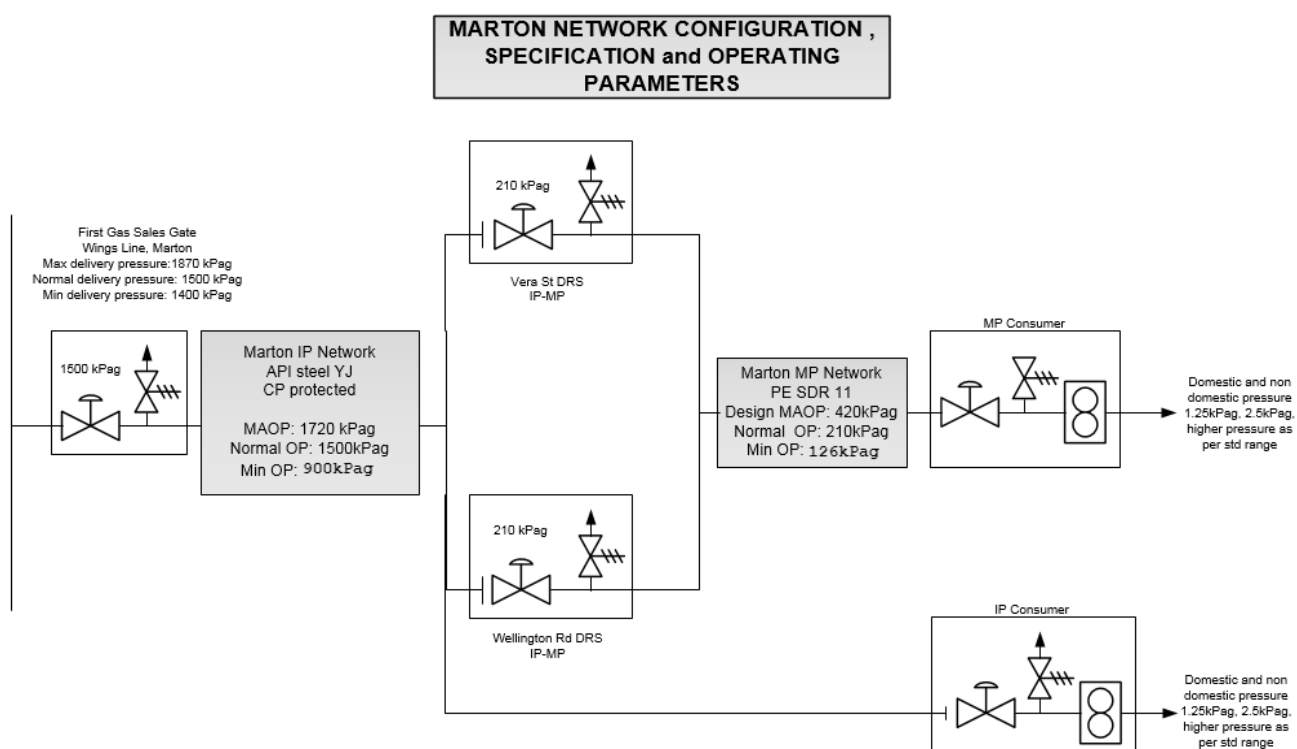 MARTON NETWORK CONFIGURATION ,
SPECIFICATION and OPERATING
PARAMETERS
210 kPag
Vera St DRS
IP-MP
First Gas Sales Gate
Wings Line, Marton
Max delivery pressure:1870 kPag
Normal delivery pressure: 1500 kPag
Min delivery pressure: 1400 kPag
1500 kPag
Marton IP Network
API steel YJ
CP protected
MAOP: 1720 kPag
Normal OP: 1500kPag
Min OP: 900kPag
Marton MP Network
PE SDR 11
Design MAOP: 420kPag
Normal OP: 210kPag
Min OP: 126kPag
MP Consumer
Domestic and non
domestic pressure
1.25kPag, 2.5kPag,
higher pressure as
per std range
210 kPag
Wellington Rd DRS
IP-MP
IP Consumer
Domestic and non
domestic pressure
1.25kPag, 2.5kPag,
higher pressure as
per std range